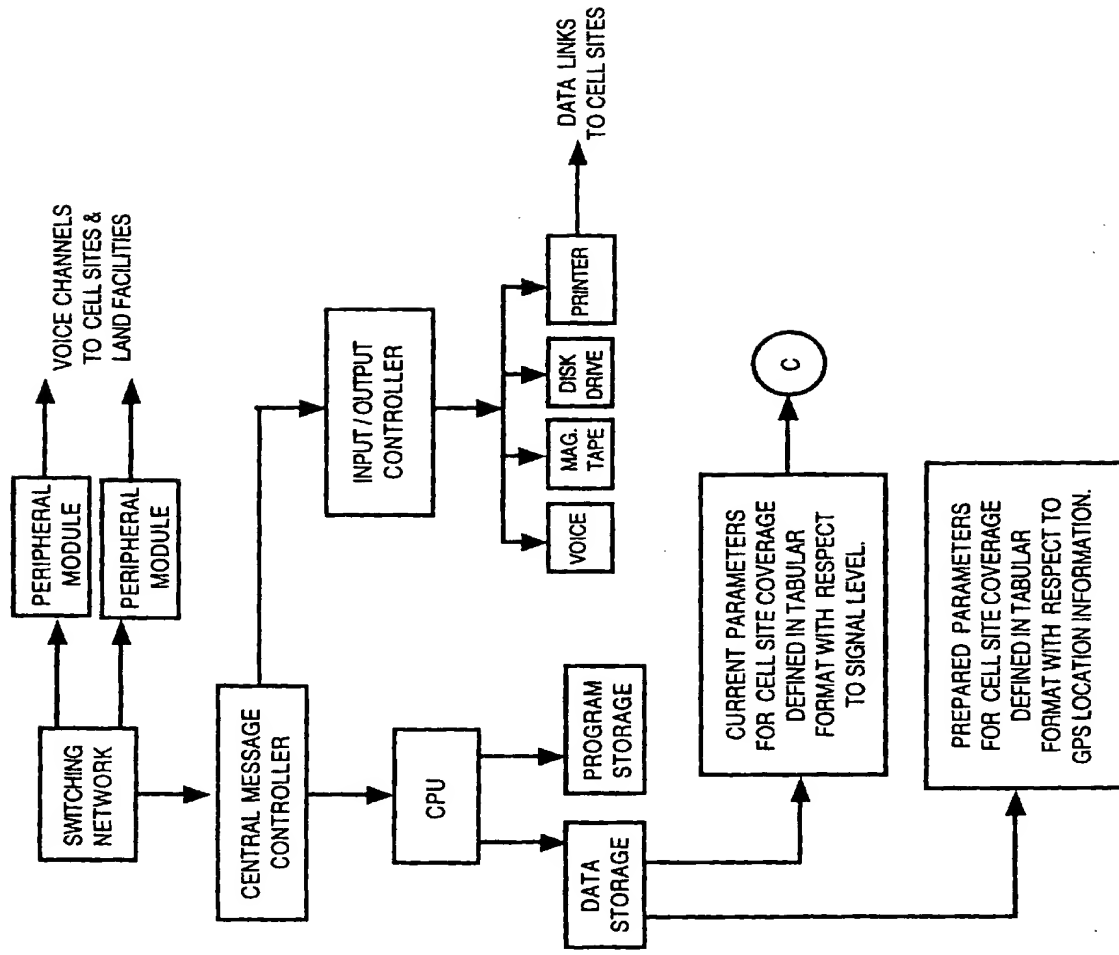 SWITCHING
NETWORK
PERIPHERAL
MODULE
PERIPHERAL
MODULE
VOICE CHANNELS
TO CELL SITES &
LAND FACILITIES
CENTRAL MESSAGE
CONTROLLER
INPUT/OUTPUT
CONTROLLER
CPU
VOICE
MAG.
TAPE
DISK
DRIVE
PRINTER
DATA LINKS
TO CELL SITES
DATA
STORAGE
PROGRAM
STORAGE
CURRENT PARAMETERS
FOR CELL SITE COVERAGE
DEFINED IN TABULAR
FORMAT WITH RESPECT
TO SIGNAL LEVEL.
C
PREPARED PARAMETERS
FOR CELL SITE COVERAGE
DEFINED IN TABULAR
FORMAT WITH RESPECT TO
GPS LOCATION INFORMATION.